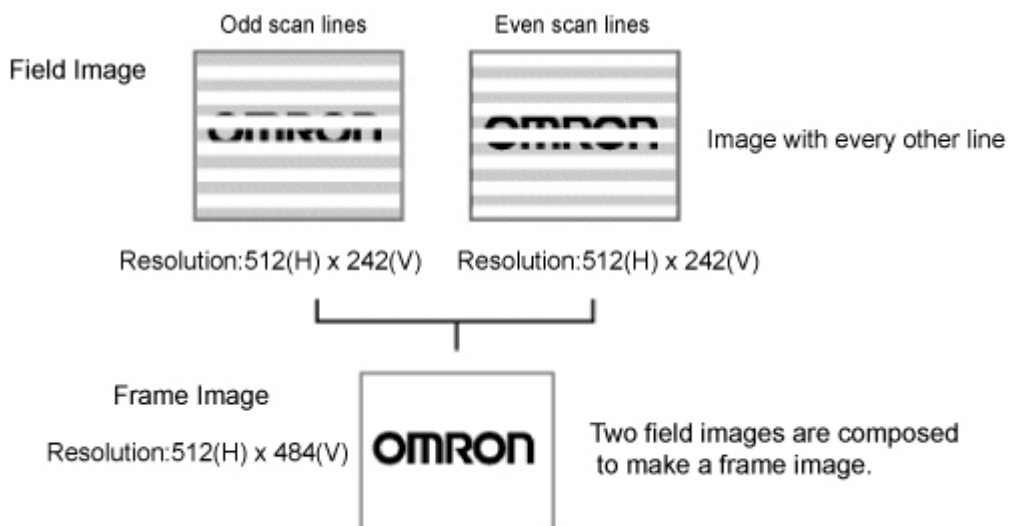 Odd scan lines
Even scan lines
Field Image
OMRON
OMRON
Image with every other line
Resolution:512(H) x 242(V)
Resolution:512(H) x 242(V)
Frame Image
Resolution:512(H) x 484(V)
OMRON
Two field images are composed
to make a frame image.